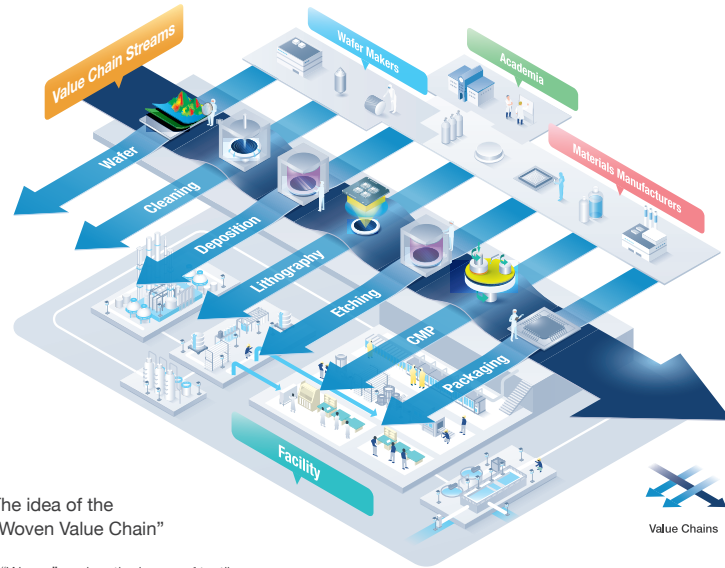 Value Chain Streams
Wafer Makers
Academia
Materials Manufacturers
Wafer
Cleaning
Deposition
Lithography
Etching
CMP
Packaging
Facility
The idea of the
Woven Value Chain”
Value Chains